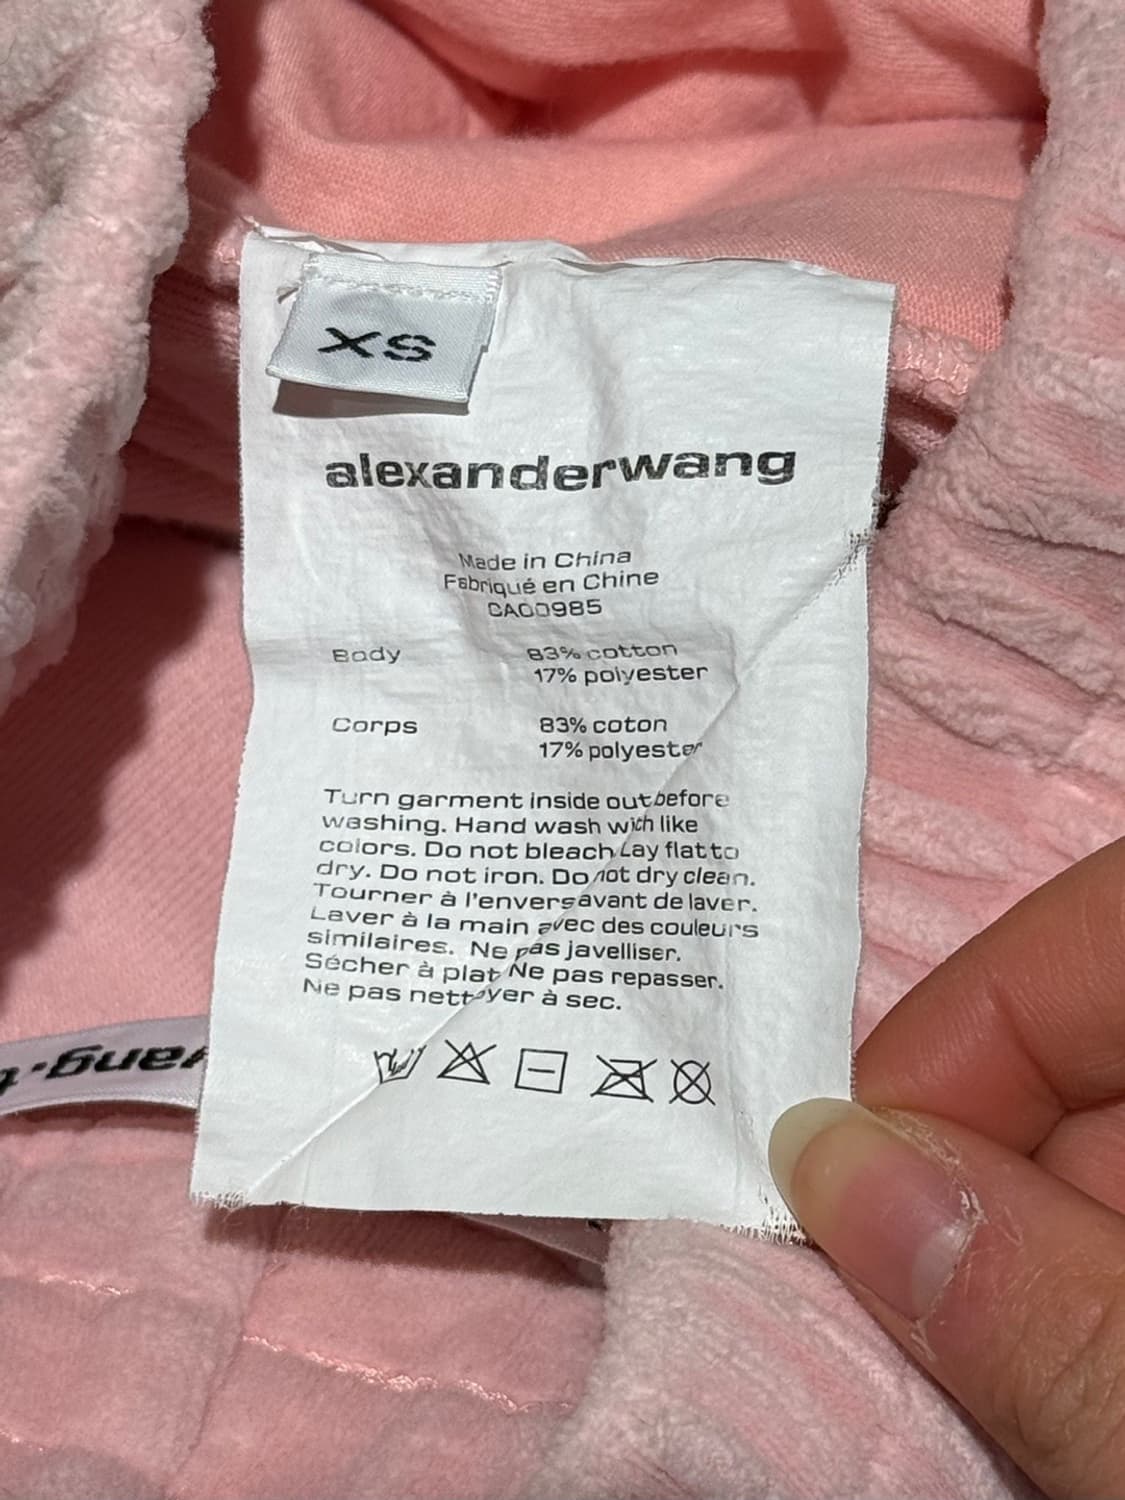 XS
alexanderwang
Made in China
Fabriqué en Chine
CA00985
Body 83% cotton
17% polyester
Corps 83% coton
17% polyester
Turn garment inside out before
washing. Hand wash with like
colors. Do not bleach Lay flat to
dry. Do not iron. Do not dry clean.
Tourner à l'envers avant de laver.
Laver à la main avec des couleurs
similaires. Ne pas javelliser.
Sécher à plat Ne pas repasser.
Ne pas nettoyer à sec.
wang.